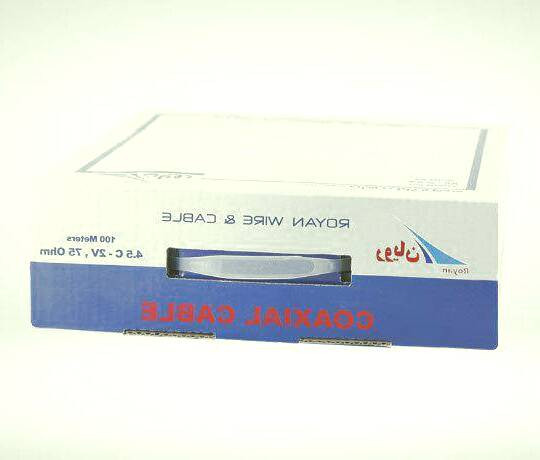 ROYAN WIRE & CABLE
رویان
Royan
100 Meters
4.5 C - 2V , 75 Ohm
COAXIAL CABLE